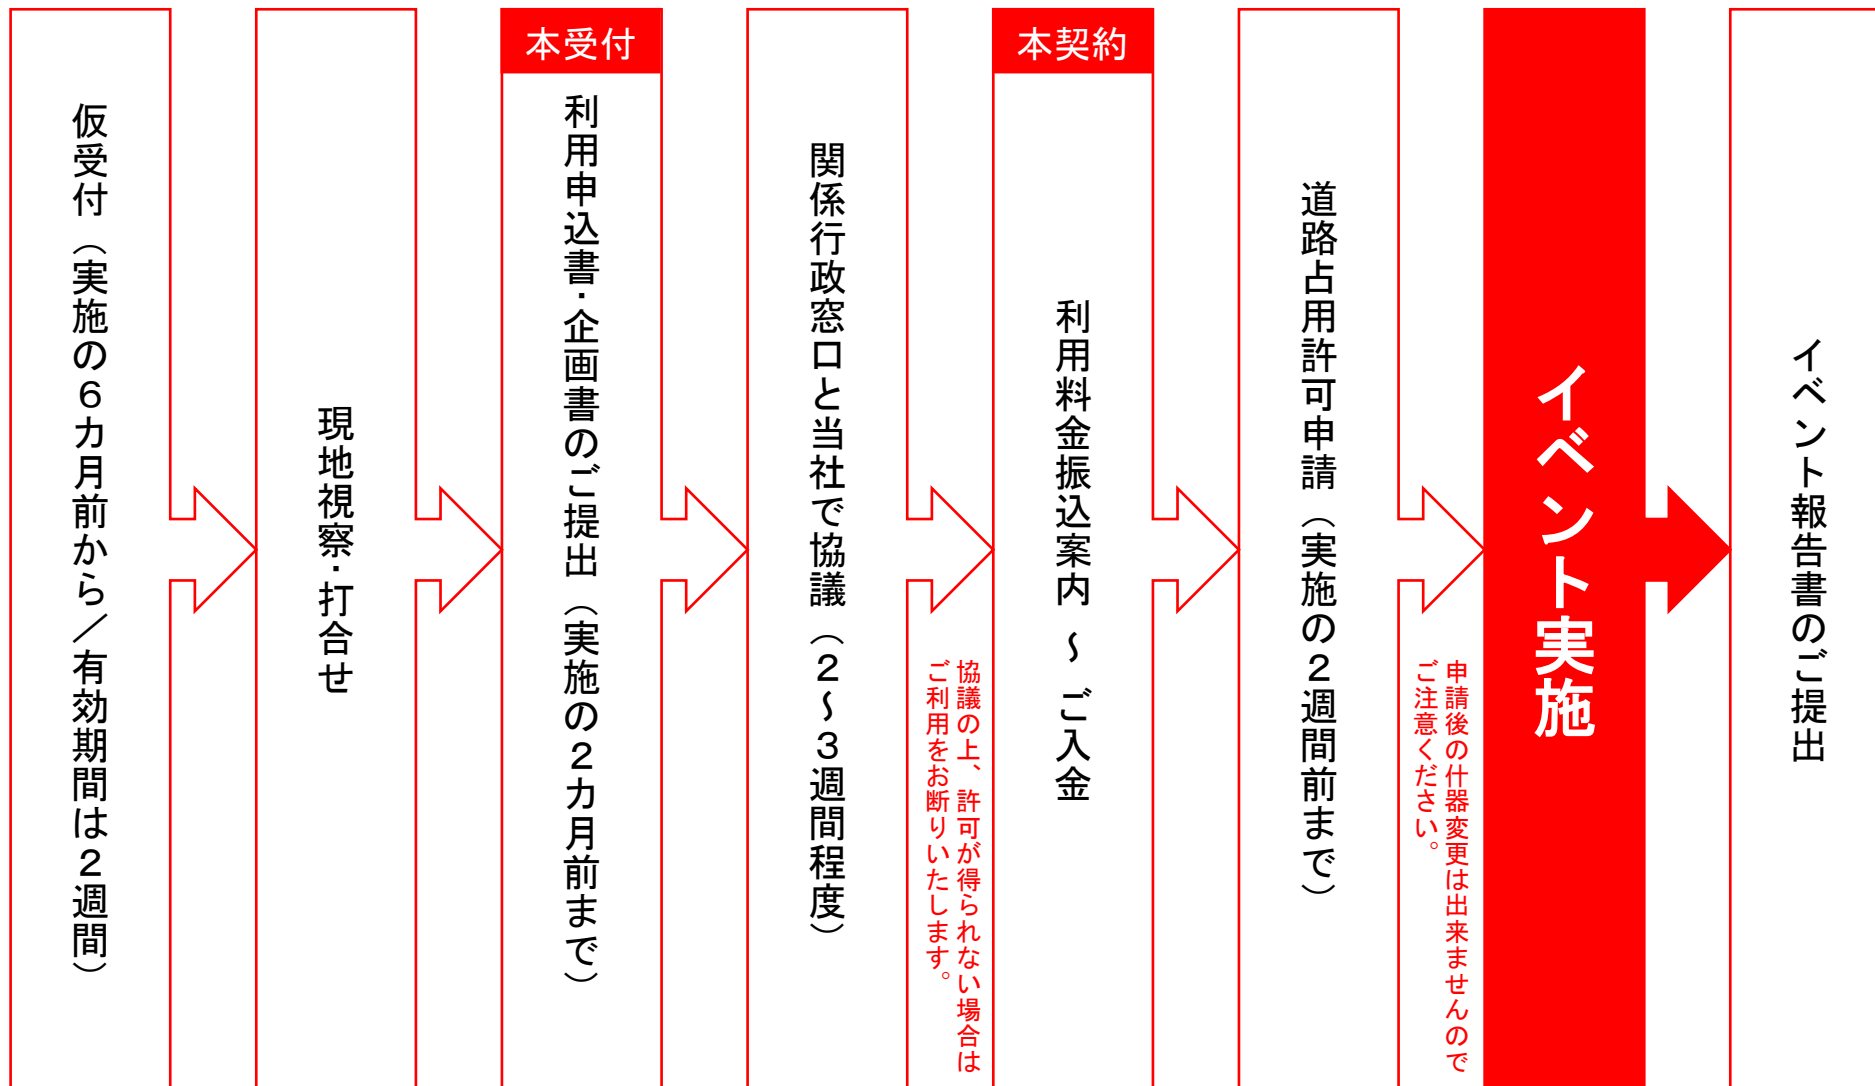 仮受付（実施の６カ月前から／有効期間は２週間）
現地視察・打合せ
本受付
利用申込書・企画書のご提出（実施の２カ月前まで）
関係行政窓口と当社で協議（２～３週間程度）
協議の上、許可が得られない場合は
ご利用をお断りいたします。
本契約
利用料金振込案内 ～ ご入金
道路占用許可申請（実施の２週間前まで）
申請後の什器変更は出来ませんので
ご注意ください。
イベント実施
イベント報告書のご提出